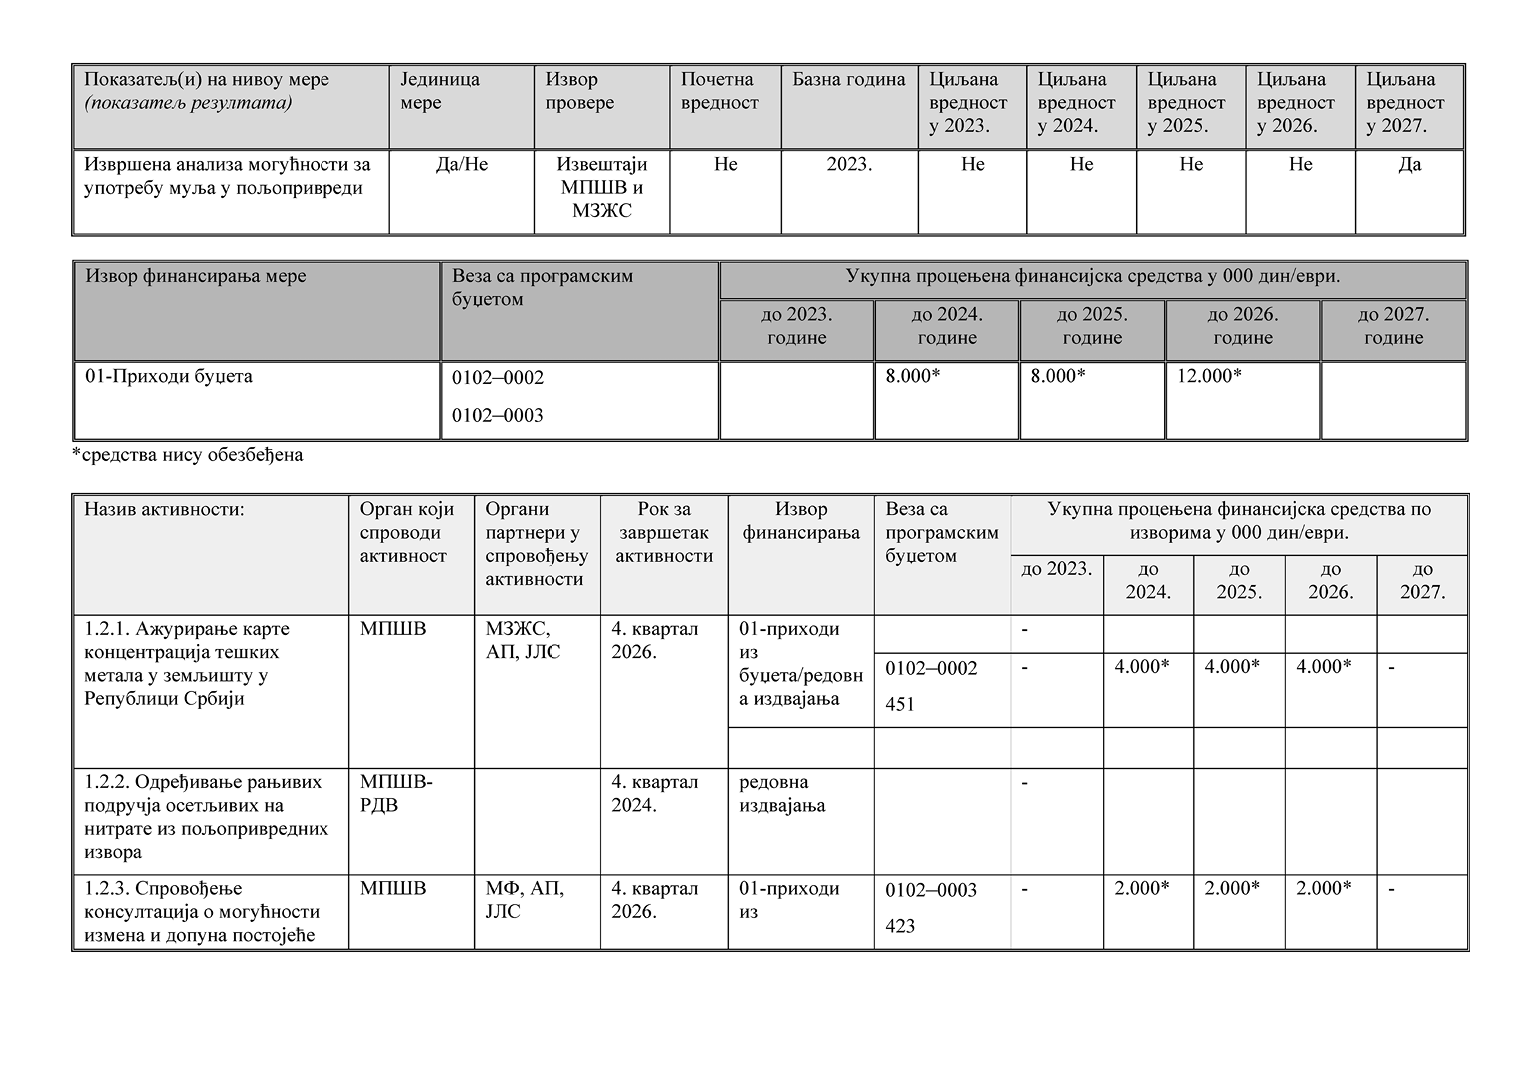 Показатељ(и) на нивоу мере
(показатељ резултата)
Јединица
мере
Извор
провере
Почетна
вредност
Базна година
Циљана
вредност
у 2023.
Циљана
вредност
у 2024.
Циљана
вредност
у 2025.
Циљана
вредност
у 2026.
Циљана
вредност
у 2027.
Извршена анализа могућности за
употребу муља у пољопривреди
Да/Не
Извештаји
МПШВ и
МЗЖС
Не
2023.
Не
Не
Не
Не
Да
Извор финансирања мере
Веза са програмским
буџетом
Укупна процењена финансијска средства у 000 дин/еври.
до 2023.
године
до 2024.
године
до 2025.
године
до 2026.
године
до 2027.
године
01-Приходи буџета
0102–0002
0102–0003
8.000*
8.000*
12.000*
*средства нису обезбеђена
Назив активности:
Орган који
спроводи
активност
Органи
партнери у
спровођењу
активности
Рок за
завршетак
активности
Извор
финансирања
Веза са
програмским
буџетом
Укупна процењена финансијска средства по
изворима у 000 дин/еври.
до 2023.
до
2024.
до
2025.
до
2026.
до
2027.
1.2.1. Ажурирање карте
концентрација тешких
метала у земљишту у
Републици Србији
МПШВ
МЗЖС,
АП, ЈЛС
4. квартал
2026.
01-приходи
из
буџета/редовн
а издвајања
-
0102–0002
451
-
4.000*
4.000*
4.000*
-
1.2.2. Одређивање рањивих
подручја осетљивих на
нитрате из пољопривредних
извора
МПШВ-
РДВ
4. квартал
2024.
редовна
издвајања
-
1.2.3. Спровођење
консултација о могућности
измена и допуна постојеће
МПШВ
МФ, АП,
ЈЛС
4. квартал
2026.
01-приходи
из
0102–0003
423
-
2.000*
2.000*
2.000*
-